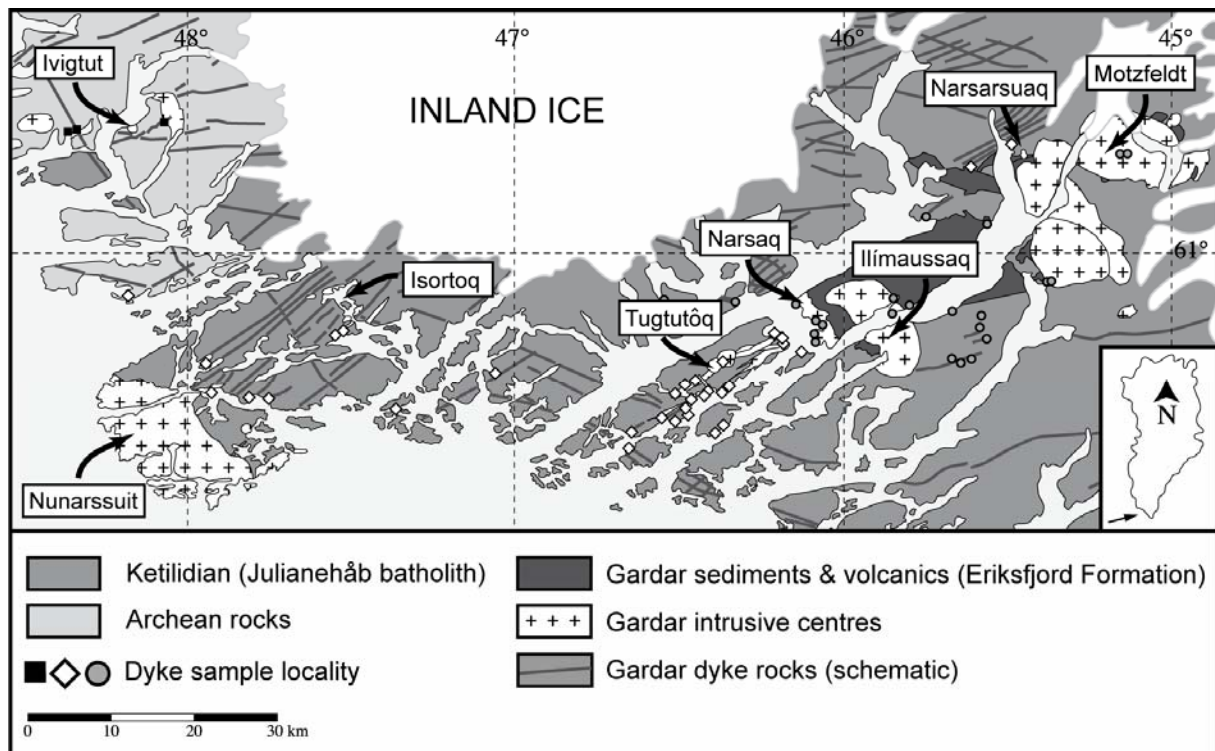 48°
47°
46°
45°
Ivigtut
INLAND ICE
Narsarsuaq
Motzfeldt
61°
Narsaq
Ilímaussaq
Isortoq
Tugtutôq
Nunarssuit
N
Ketilidian (Julianehåb batholith)
Archean rocks
Dyke sample locality
Gardar sediments & volcanics (Eriksfjord Formation)
Gardar intrusive centres
Gardar dyke rocks (schematic)
0 10 20 30 km